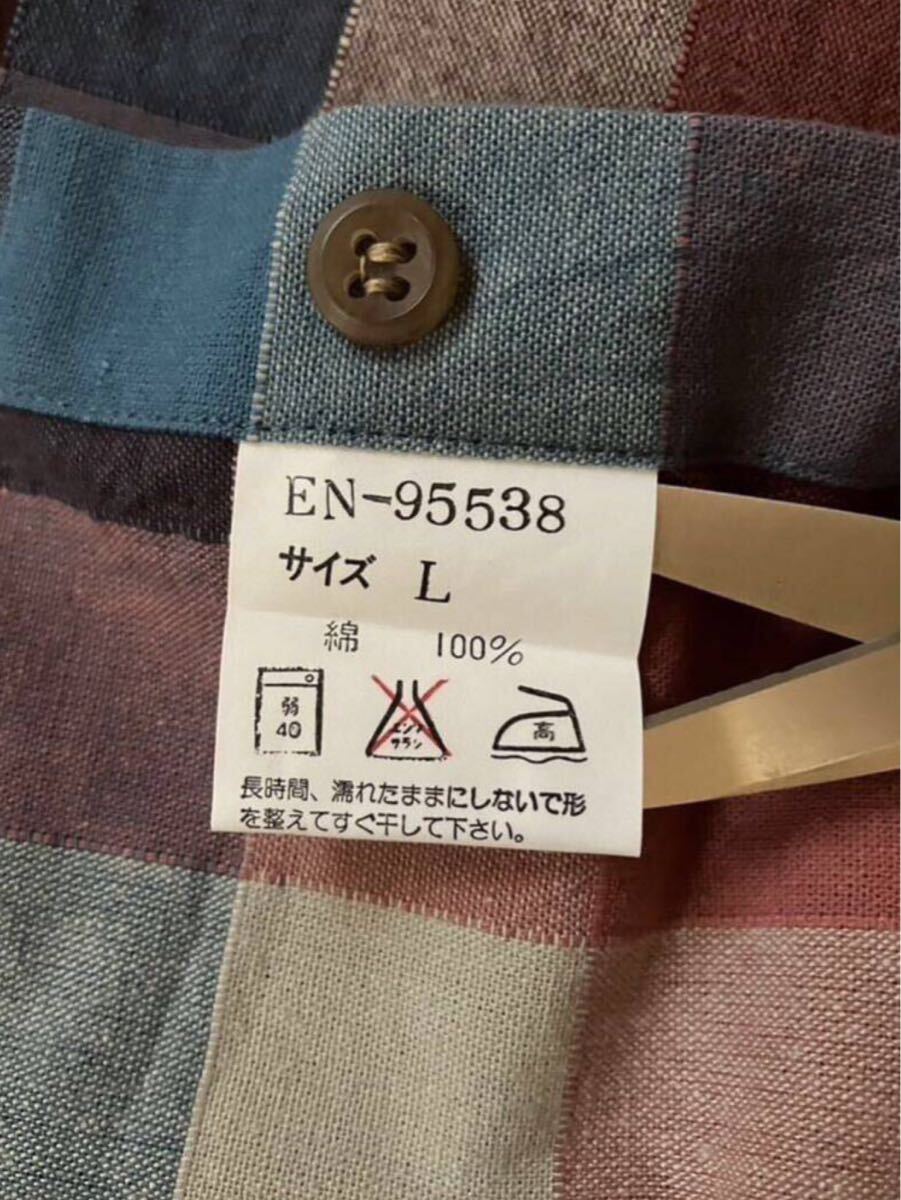 EN-95538
サイズ L
綿 100%
弱
40
エンソ
サラシ
高
長時間、濡れたままにしないで形
を整えてすぐ干して下さい。